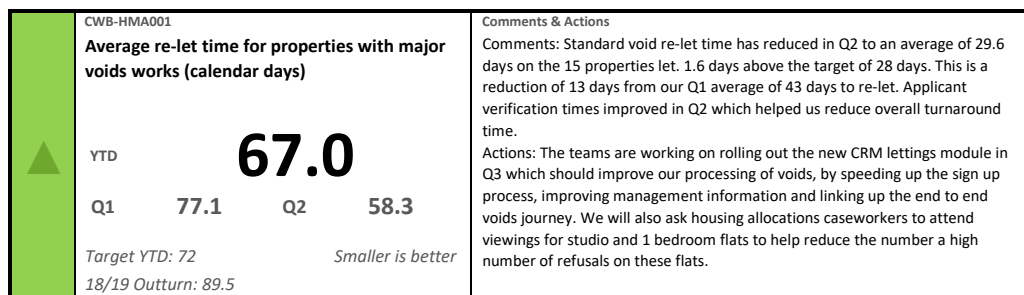 CWB-HMA001
Average re-let time for properties with major
voids works (calendar days)
YTD 67.0
Q1 77.1 Q2 58.3
Target YTD: 72 Smaller is better
18/19 Outturn: 89.5
Comments & Actions
Comments: Standard void re-let time has reduced in Q2 to an average of 29.6
days on the 15 properties let. 1.6 days above the target of 28 days. This is a
reduction of 13 days from our Q1 average of 43 days to re-let. Applicant
verification times improved in Q2 which helped us reduce overall turnaround
time.
Actions: The teams are working on rolling out the new CRM lettings module in
Q3 which should improve our processing of voids, by speeding up the sign up
process, improving management information and linking up the end to end
voids journey. We will also ask housing allocations caseworkers to attend
viewings for studio and 1 bedroom flats to help reduce the number a high
number of refusals on these flats.